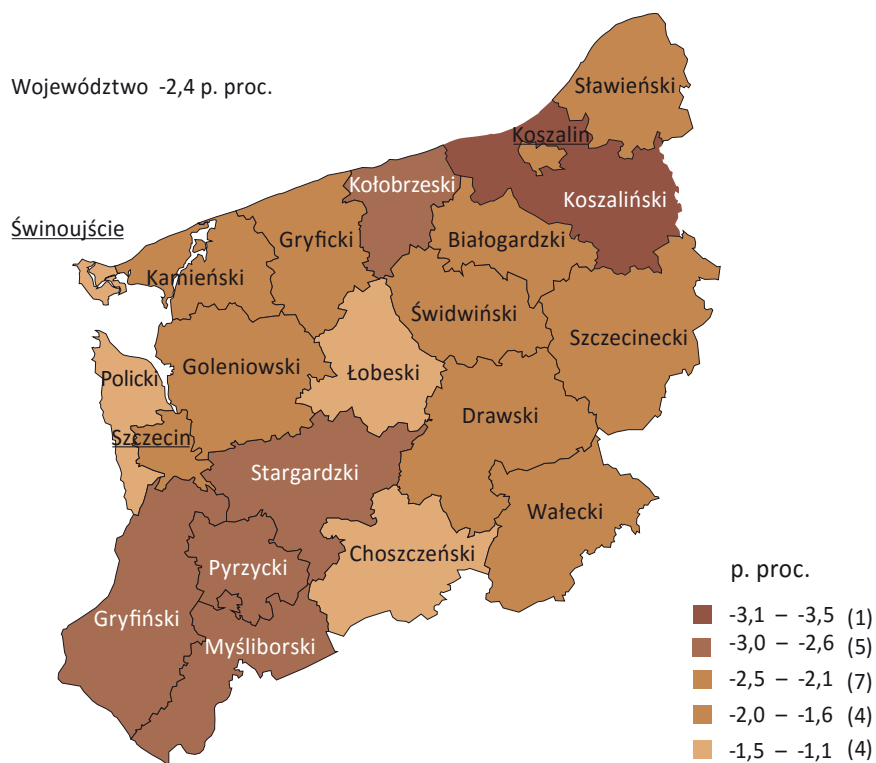 Województwo -2,4 p. proc.
Sławieński
Koszalin
Kołobrzeski
Koszaliński
Świnoujście
Gryficki
Białogardzki
Kamieński
Świdwiński
Szczecinecki
Goleniowski
Łobeski
Policki
Drawski
Szczecin
Stargardzki
Wałecki
Choszczeński
Pyrzycki
Gryfiński
Myśliborski
p. proc.
-3,1 – -3,5 (1)
-3,0 – -2,6 (5)
-2,5 – -2,1 (7)
-2,0 – -1,6 (4)
-1,5 – -1,1 (4)